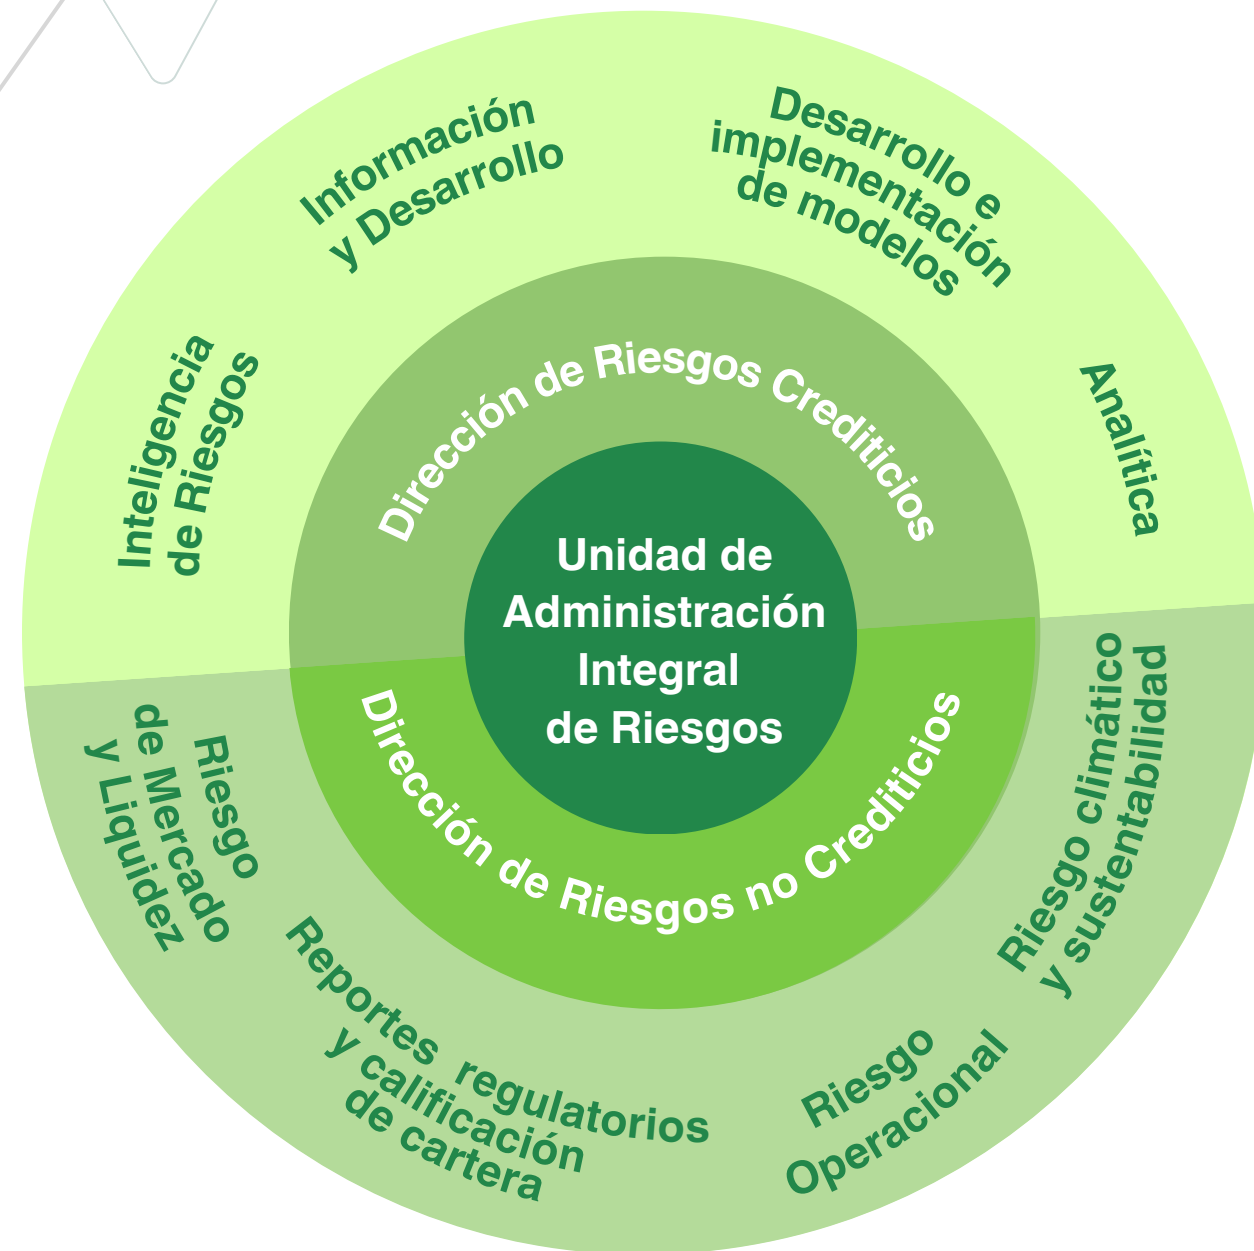 Información
y Desarrollo
Desarrollo e
implementación
de modelos
Inteligencia
de Riesgos
Analítica
Dirección de Riesgos Crediticios
Unidad de
Administración
Integral
de Riesgos
Dirección de Riesgos no Crediticios
Riesgo
de Mercado
y Liquidez
Reportes regulatorios
y calificación
de cartera
Riesgo
Operacional
Riesgo climático
y sustentabilidad